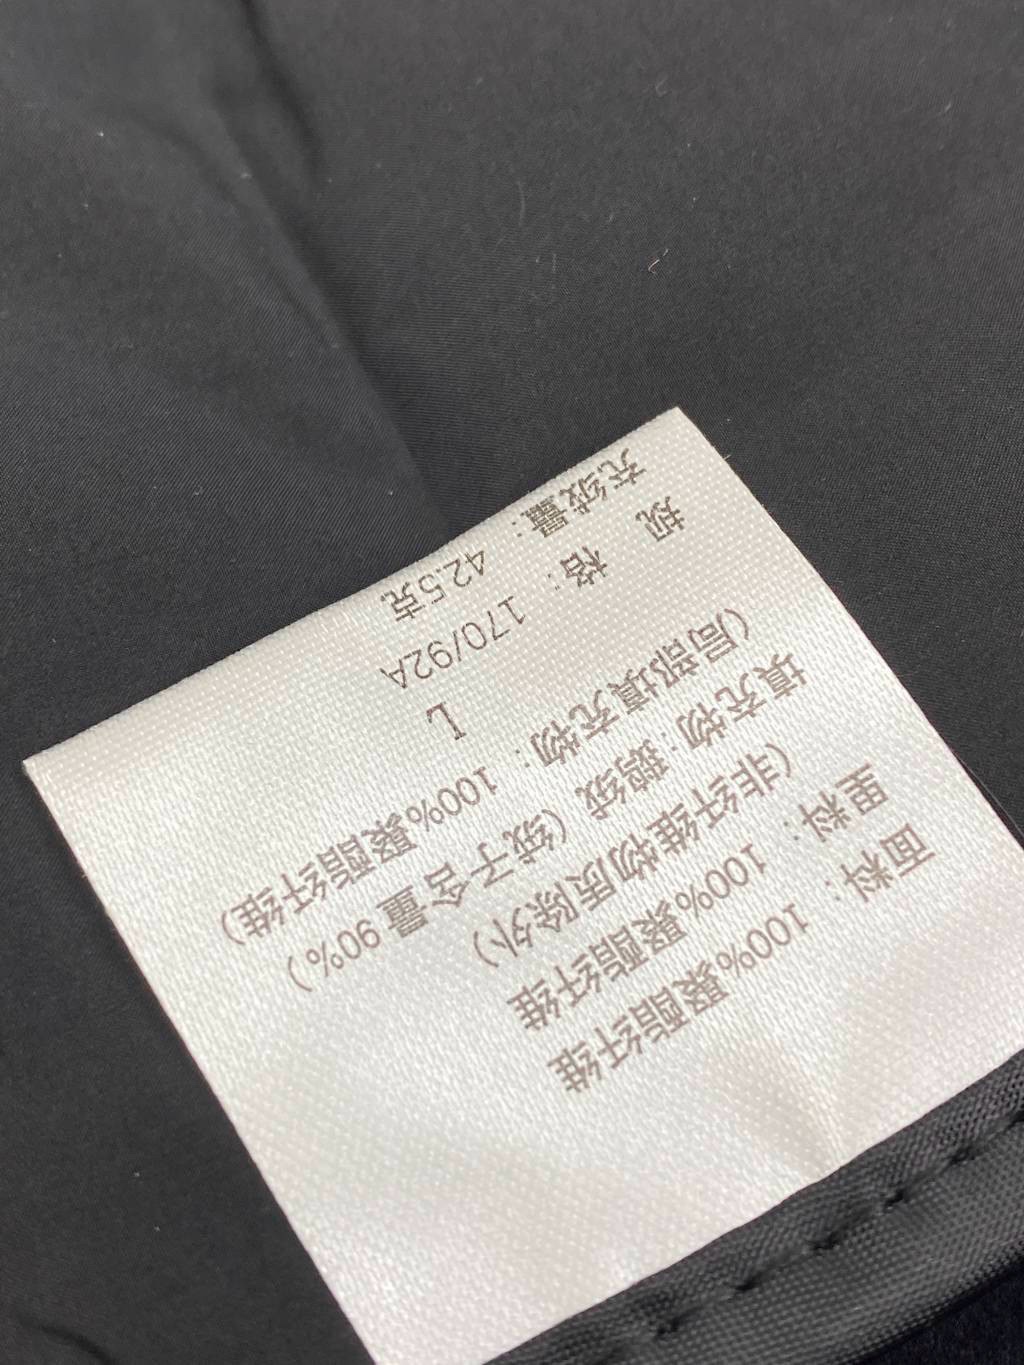 面料：100%聚酯纤维
里料：100%聚酯纤维
（非纤维物质除外）
填充物：鹅绒（绒子含量90%）
（局部填充物：100%聚酯纤维）
L
规格：170/92A
充绒量：42.5克